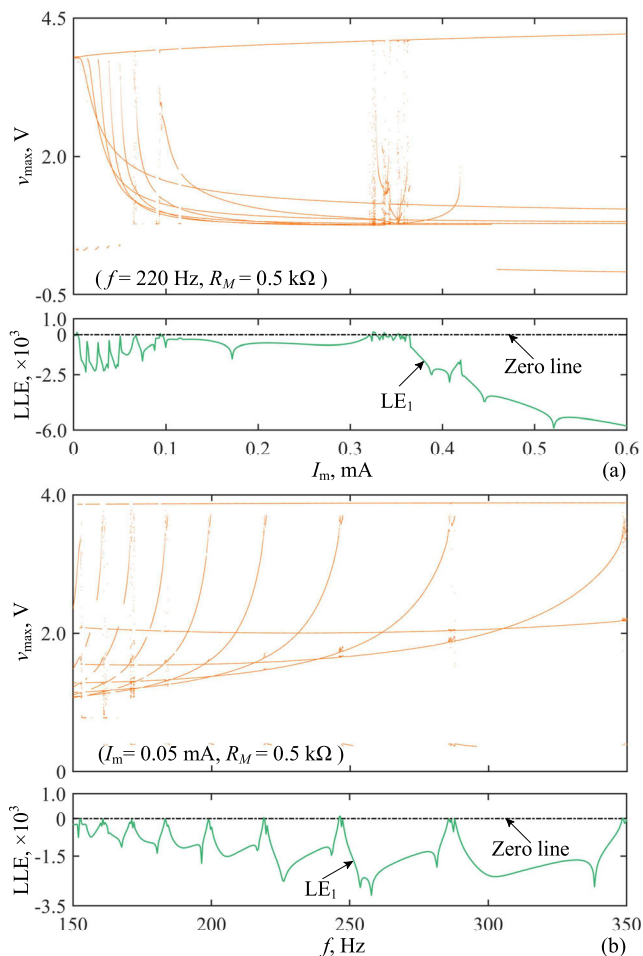 4.5
2.0
-0.5
v_max, V
( f = 220 Hz, R_M = 0.5 kΩ )
1.0
0
-2.5
-6.0
LLE, ×10³
Zero line
LE₁
0 0.1 0.2 0.3 0.4 0.5 0.6
I_m, mA
(a)
4.0
2.0
0
v_max, V
(I_m = 0.05 mA, R_M = 0.5 kΩ )
1.0
0
-1.5
-3.5
LLE, ×10³
Zero line
LE₁
150 200 250 300 350
f, Hz
(b)